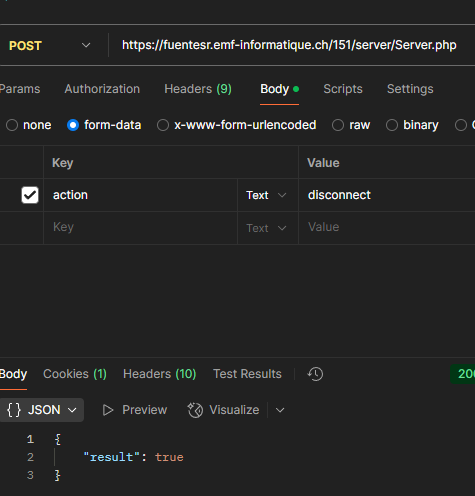 POST https://fuentesr.emf-informatique.ch/151/server/Server.php
Params Authorization Headers (9) Body Scripts Settings
none form-data x-www-form-urlencoded raw binary
Key Value
action Text disconnect
Key Text Value
Body Cookies (1) Headers (10) Test Results
{} JSON Preview Visualize
1 {
2 "result": true
3 }